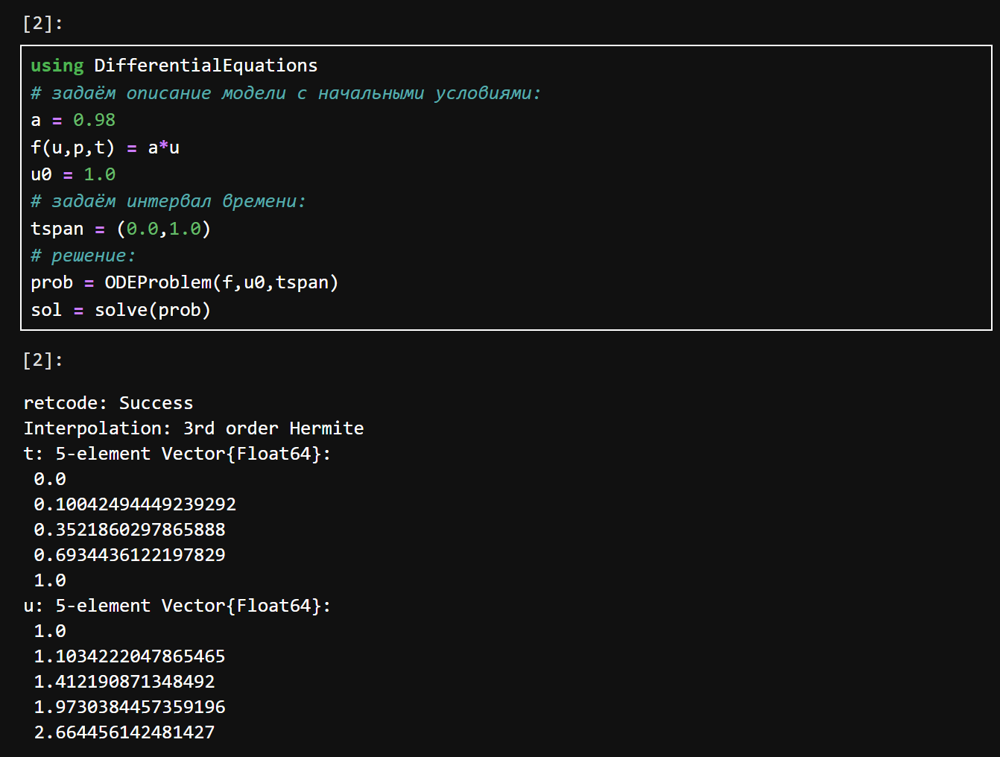 [2]:
using DifferentialEquations
# задаём описание модели с начальными условиями:
a = 0.98
f(u,p,t) = a*u
u0 = 1.0
# задаём интервал времени:
tspan = (0.0,1.0)
# решение:
prob = ODEProblem(f,u0,tspan)
sol = solve(prob)
[2]:
retcode: Success
Interpolation: 3rd order Hermite
t: 5-element Vector{Float64}:
0.0
0.10042494449239292
0.3521860297865888
0.6934436122197829
1.0
u: 5-element Vector{Float64}:
1.0
1.1034222047865465
1.412190871348492
1.9730384457359196
2.664456142481427